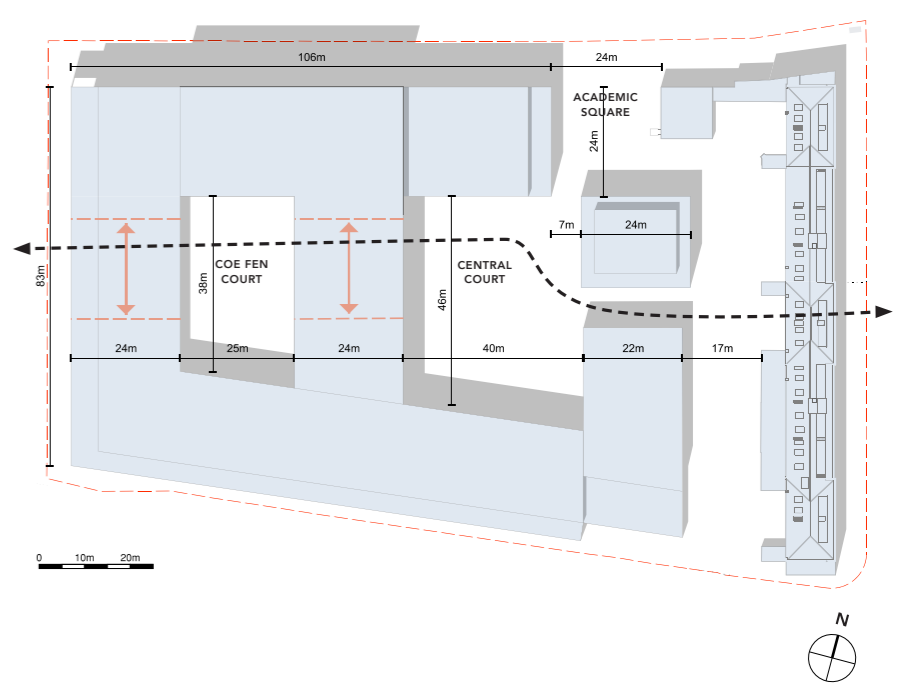 106m
24m
ACADEMIC
SQUARE
24m
7m
24m
COE FEN
COURT
CENTRAL
COURT
83m
38m
46m
24m
25m
24m
40m
22m
17m
0
10m
20m
N